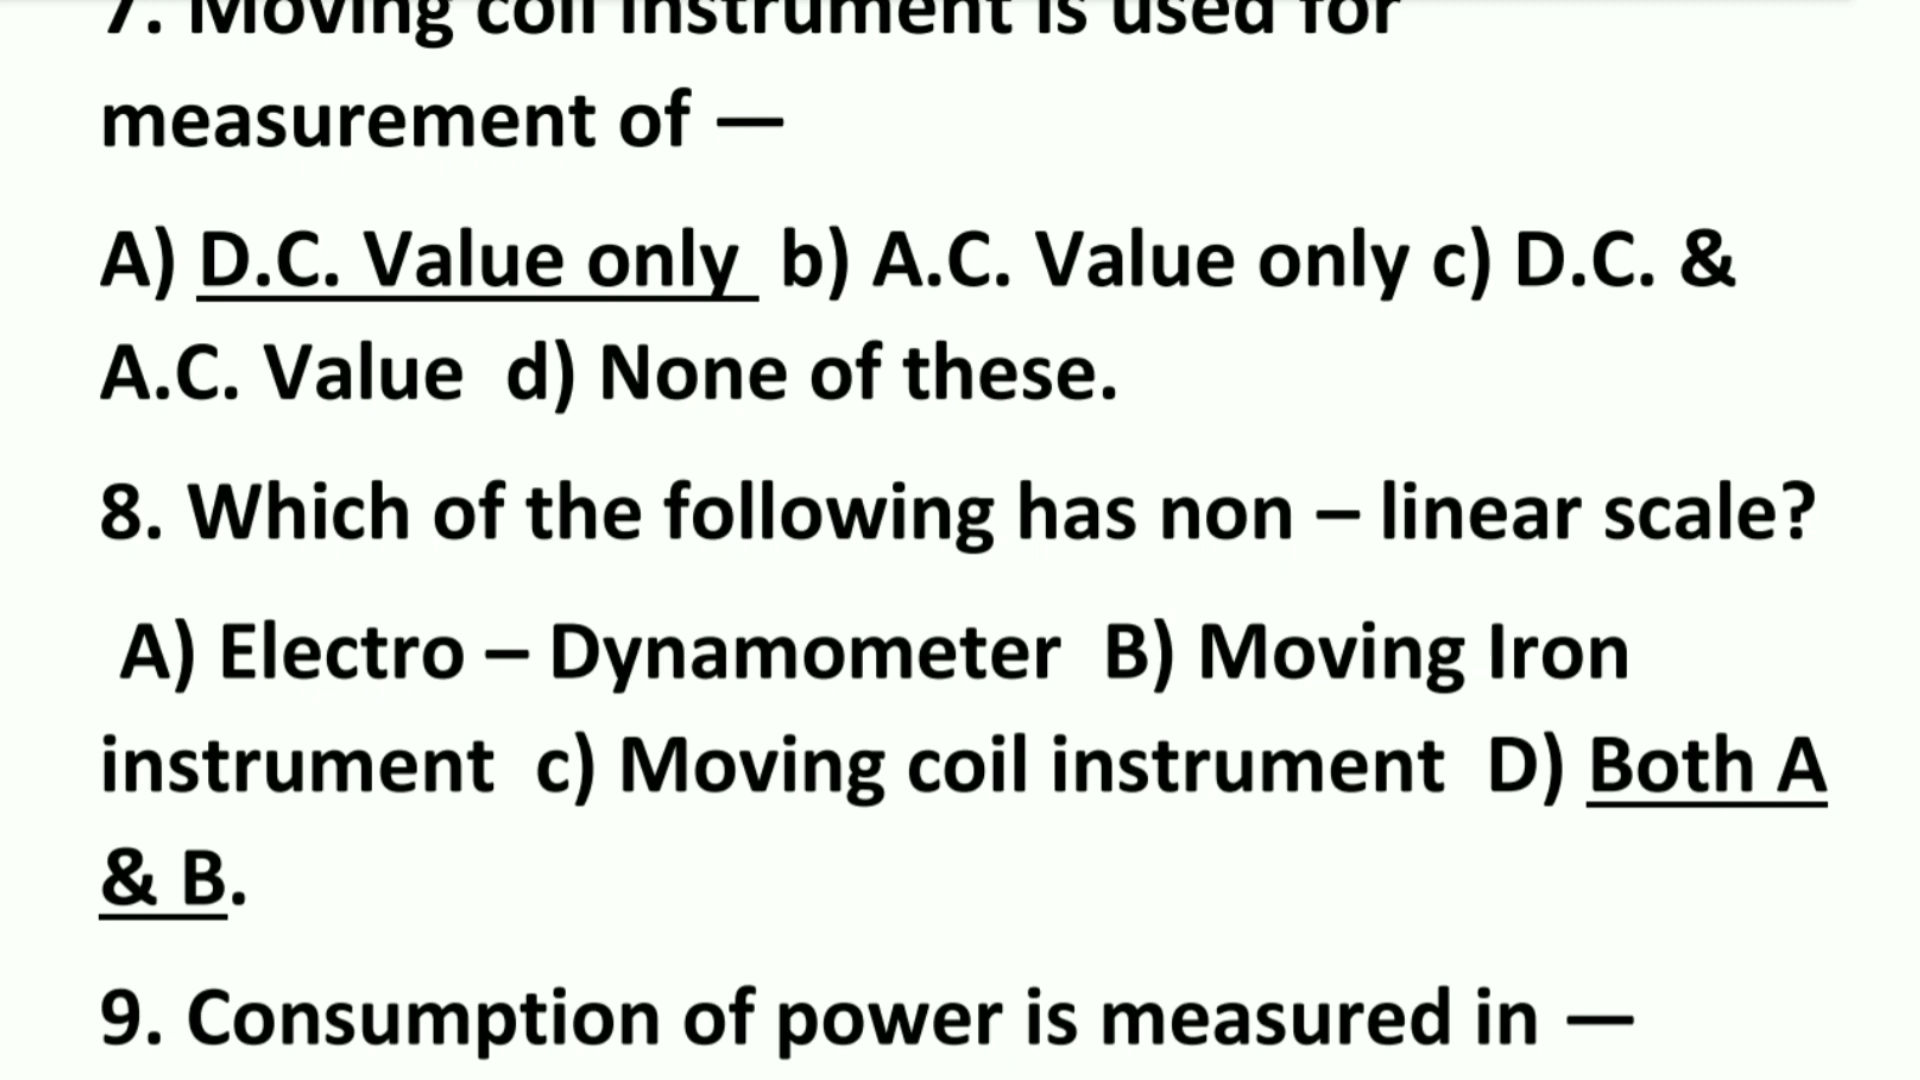 7. Moving coil instrument is used for
measurement of —
A) D.C. Value only b) A.C. Value only c) D.C. &
A.C. Value d) None of these.
8. Which of the following has non – linear scale?
A) Electro – Dynamometer B) Moving Iron
instrument c) Moving coil instrument D) Both A
& B.
9. Consumption of power is measured in —